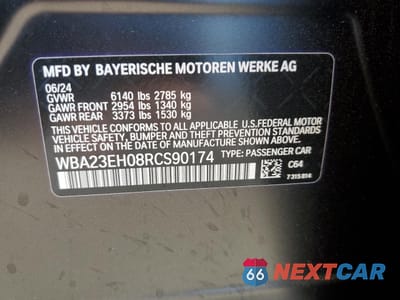 MFD BY BAYERISCHE MOTOREN WERKE AG
06/24
GVWR 6140 lbs 2785 kg
GAWR FRONT 2954 lbs 1340 kg
GAWR REAR 3373 lbs 1530 kg
THIS VEHICLE CONFORMS TO ALL APPLICABLE U.S.FEDERAL MOTOR
VEHICLE SAFETY, BUMPER, AND THEFT PREVENTION STANDARDS IN
EFFECT ON THE DATE OF MANUFACTURE SHOWN ABOVE.
WBA23EH08RCS90174 TYPE: PASSENGER CAR
C64
7315814
66 NEXTCAR